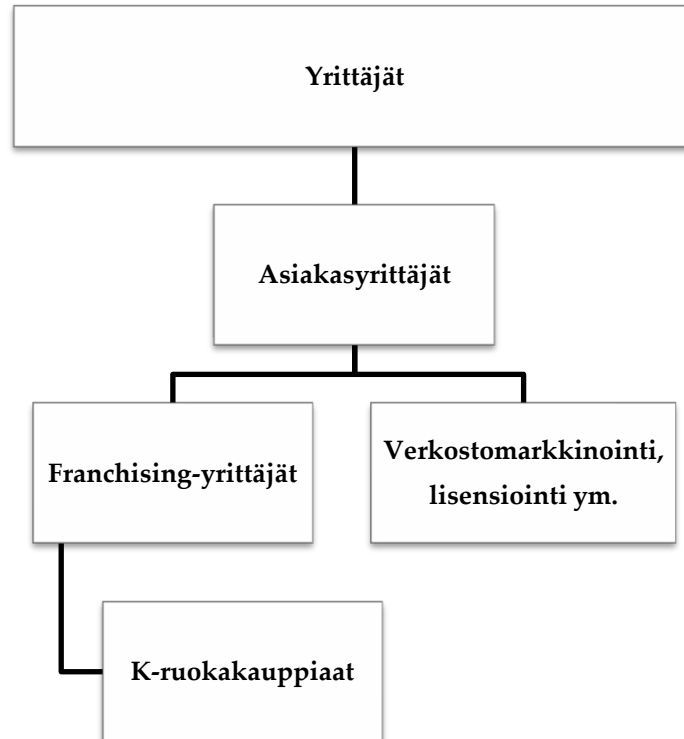 Yrittäjät
Asiakasyrittäjät
Franchising-yrittäjät
Verkostomarkkinointi,
lisensiointi ym.
K-ruokakauppiaat